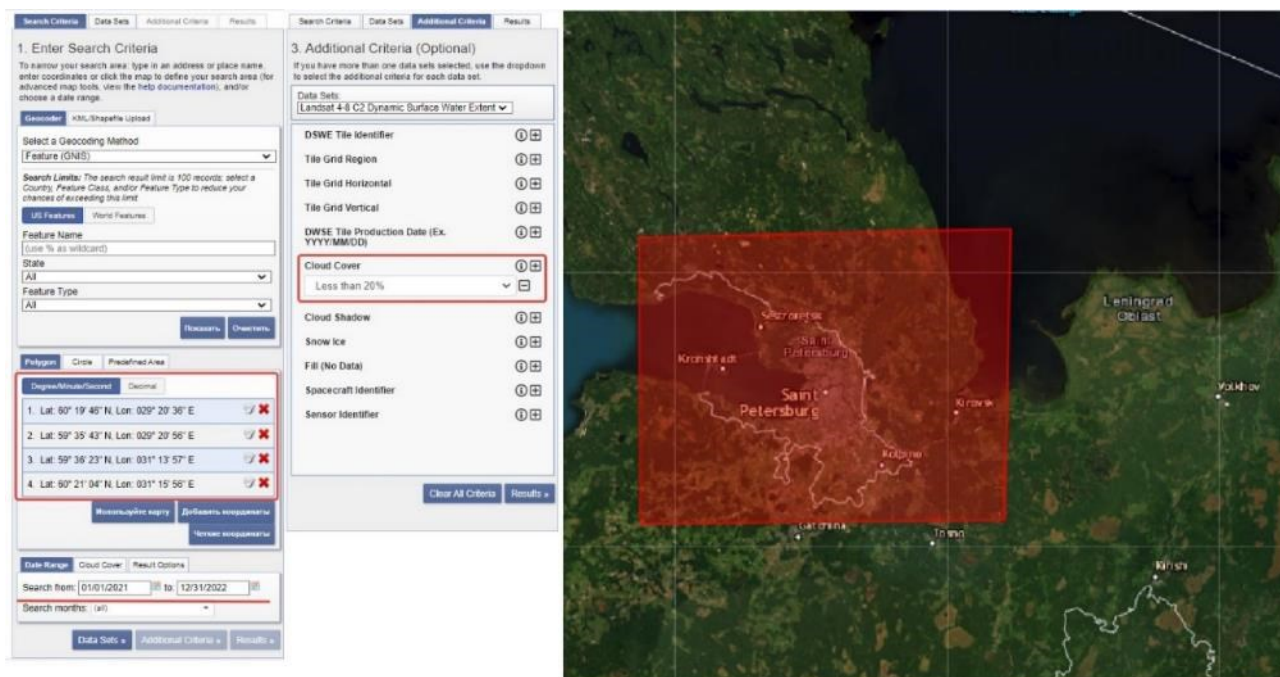 Search Criteria
Data Sets
Additional Criteria
Results
1. Enter Search Criteria
To narrow your search area: type in an address or place name,
enter coordinates or click the map to define your search area (for
advanced map tools, view the help documentation), and/or
choose a date range.
Geocoder
KML/Shapefile Upload
Select a Geocoding Method
Feature (GNIS)
Search Limits: The search result limit is 100 records; select a
Country, Feature Class, and/or Feature Type to reduce your
chances of exceeding this limit
US Features
World Features
Feature Name
(use % as wildcard)
State
All
Feature Type
All
Показать
Очистить
Polygon
Circle
Predefined Area
Degree/Minute/Second
Decimal
1. Lat: 60° 19' 46" N, Lon: 029° 20' 36" E
2. Lat: 59° 35' 43" N, Lon: 029° 20' 56" E
3. Lat: 59° 36' 23" N, Lon: 031° 13' 57" E
4. Lat: 60° 21' 04" N, Lon: 031° 15' 56" E
Используйте карту
Добавить координаты
Четкие координаты
Date Range
Cloud Cover
Result Options
Search from: 01/01/2021 to: 12/31/2022
Search months: (all)
Data Sets »
Additional Criteria »
Results »
Search Criteria
Data Sets
Additional Criteria
Results
3. Additional Criteria (Optional)
If you have more than one data sets selected, use the dropdown
to select the additional criteria for each data set.
Data Sets:
Landsat 4-8 C2 Dynamic Surface Water Extent
DSWE Tile Identifier
Tile Grid Region
Tile Grid Horizontal
Tile Grid Vertical
DWSE Tile Production Date (Ex.
YYYY/MM/DD)
Cloud Cover
Less than 20%
Cloud Shadow
Snow Ice
Fill (No Data)
Spacecraft Identifier
Sensor Identifier
Clear All Criteria
Results »
Leningrad
Oblast
Sestroretsk
Saint
Petersburg
Kronshtadt
Saint
Petersburg
Kirovsk
Volkhov
Kolpino
Gatchina
Tosno
Kirishi